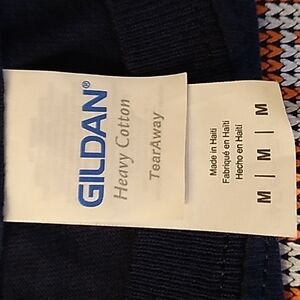 GILDAN®
Heavy Cotton
TearAway
Made in Haiti
Fabriqué en Haïti
Hecho en Haiti
M | M | M